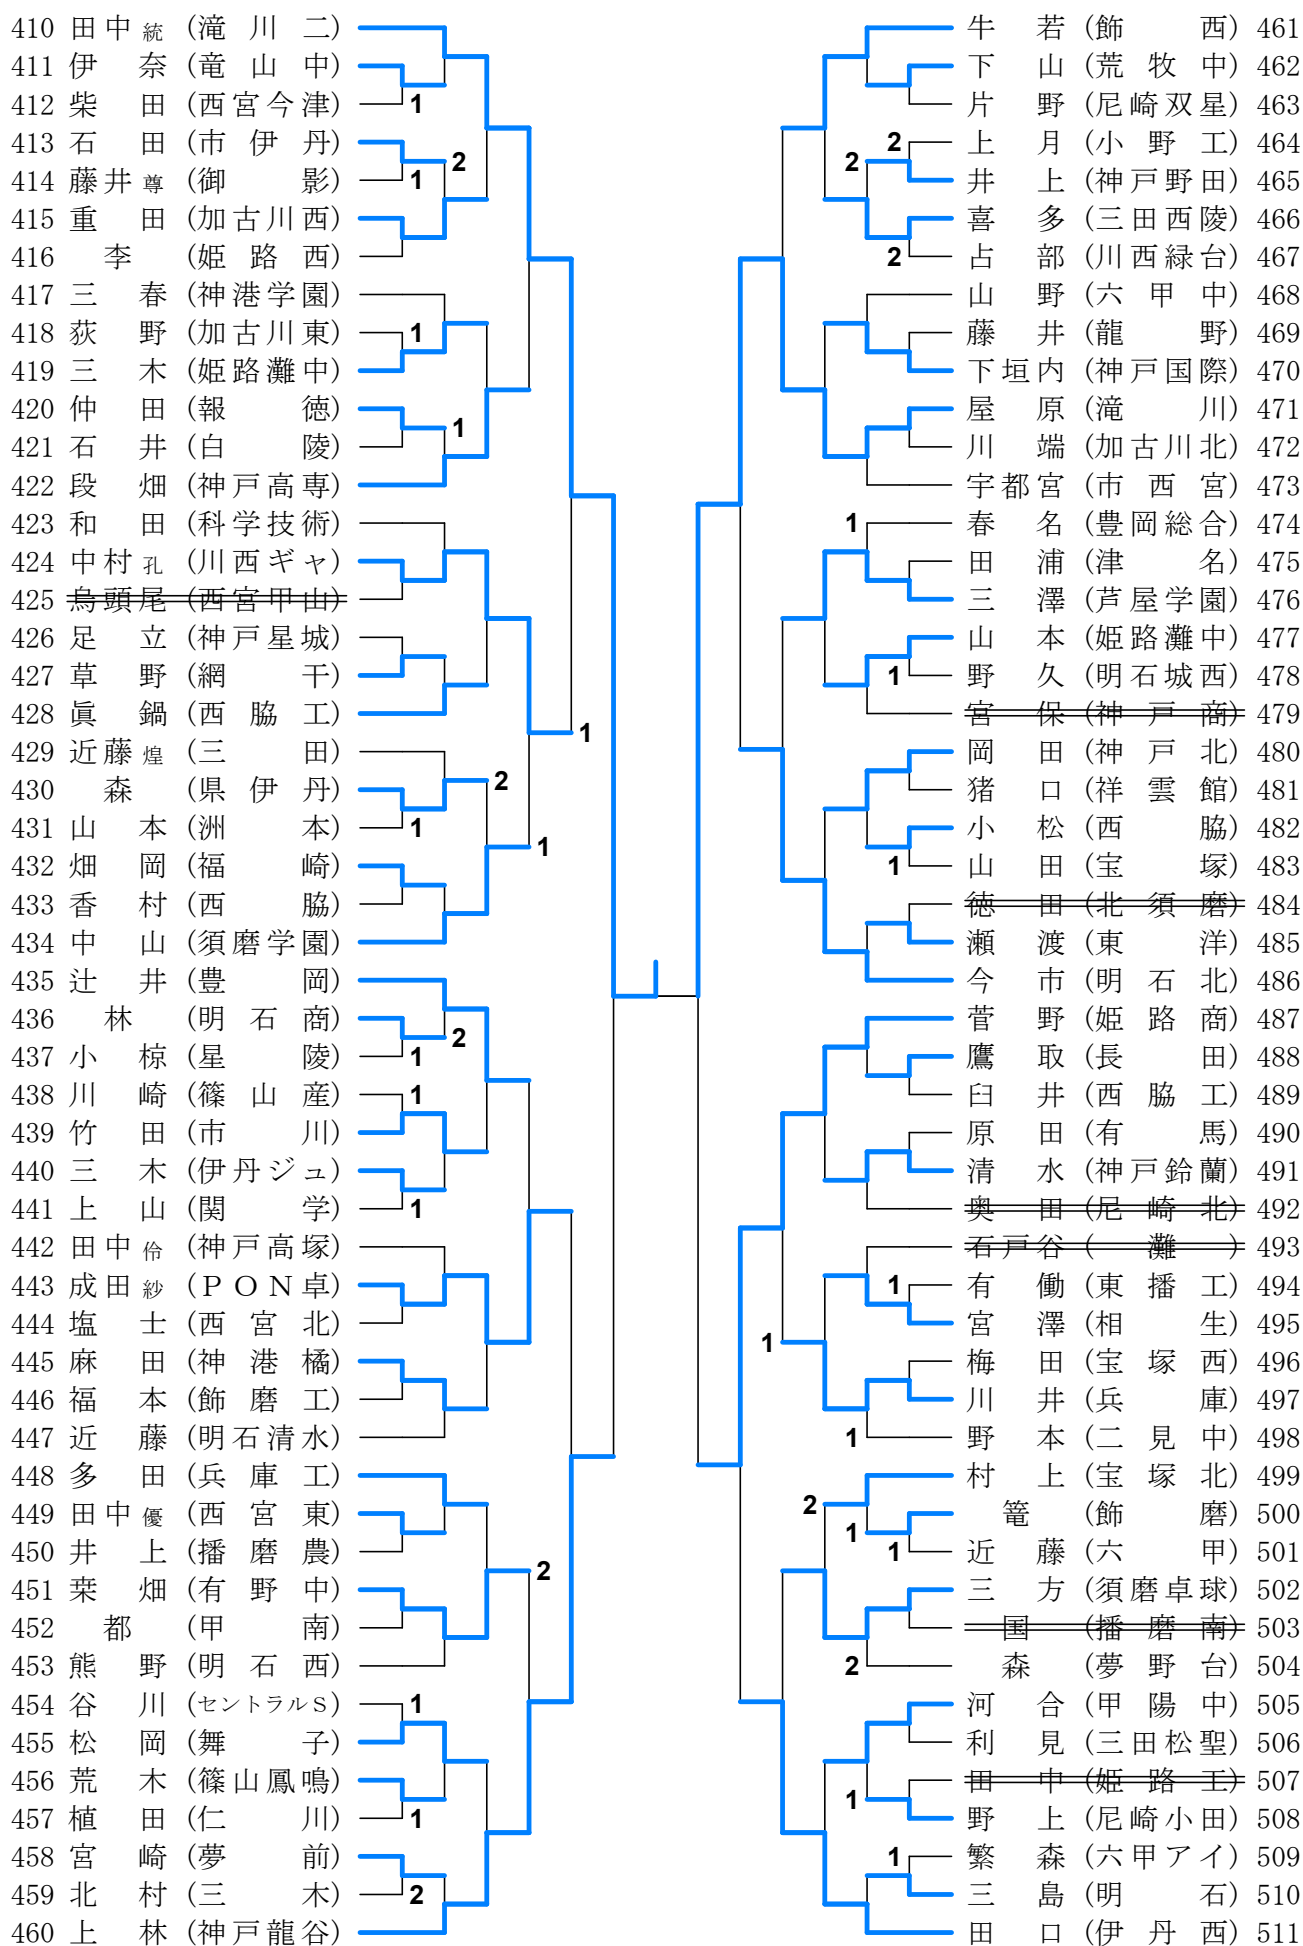 410 田中 統 (滝川二)
411 伊奈 (竜山中)
412 柴田 (西宮今津)
1
413 石田 (市伊丹)
2
414 藤井 尊 (御影)
1
415 重田 (加古川西)
416 李 (姫路西)
417 三春 (神港学園)
418 荻野 (加古川東)
1
419 三木 (姫路灘中)
420 仲田 (報徳)
1
421 石井 (白陵)
422 段畑 (神戸高専)
423 和田 (科学技術)
424 中村 孔 (川西ギャ)
425 烏頭尾 (西宮甲山)
426 足立 (神戸星城)
427 草野 (網干)
428 眞鍋 (西脇工)
1
429 近藤 煌 (三田)
2
430 森 (県伊丹)
431 山本 (洲本)
1
1
432 畑岡 (福崎)
433 香村 (西脇)
434 中山 (須磨学園)
435 辻井 (豊岡)
436 林 (明石商)
2
437 小椋 (星陵)
1
438 川崎 (篠山産)
1
439 竹田 (市川)
440 三木 (伊丹ジュ)
441 上山 (関学)
1
442 田中 伶 (神戸高塚)
443 成田 紗 (PON卓)
444 塩士 (西宮北)
445 麻田 (神港橘)
446 福本 (飾磨工)
447 近藤 (明石清水)
448 多田 (兵庫工)
449 田中 優 (西宮東)
450 井上 (播磨農)
2
451 桒畑 (有野中)
452 都 (甲南)
453 熊野 (明石西)
454 谷川 (セントラルS)
1
455 松岡 (舞子)
456 荒木 (篠山鳳鳴)
457 植田 (仁川)
1
458 宮崎 (夢前)
459 北村 (三木)
2
460 上林 (神戸龍谷)
牛若 (飾西) 461
下山 (荒牧中) 462
片野 (尼崎双星) 463
2
上月 (小野工) 464
2
井上 (神戸野田) 465
喜多 (三田西陵) 466
2
占部 (川西緑台) 467
山野 (六甲中) 468
藤井 (龍野) 469
下垣内 (神戸国際) 470
屋原 (滝川) 471
川端 (加古川北) 472
宇都宮 (市西宮) 473
1
春名 (豊岡総合) 474
田浦 (津名) 475
三澤 (芦屋学園) 476
山本 (姫路灘中) 477
1
野久 (明石城西) 478
宮保 (神戸商) 479
岡田 (神戸北) 480
猪口 (祥雲館) 481
小松 (西脇) 482
1
山田 (宝塚) 483
徳田 (北須磨) 484
瀬渡 (東洋) 485
今市 (明石北) 486
菅野 (姫路商) 487
鷹取 (長田) 488
臼井 (西脇工) 489
原田 (有馬) 490
清水 (神戸鈴蘭) 491
奥田 (尼崎北) 492
石戸谷 (灘) 493
1
有働 (東播工) 494
宮澤 (相生) 495
1
梅田 (宝塚西) 496
川井 (兵庫) 497
1
野本 (二見中) 498
村上 (宝塚北) 499
2
1
篭 (飾磨) 500
1
近藤 (六甲) 501
三方 (須磨卓球) 502
国 (播磨南) 503
2
森 (夢野台) 504
河合 (甲陽中) 505
利見 (三田松聖) 506
田中 (姫路工) 507
1
野上 (尼崎小田) 508
1
繁森 (六甲アイ) 509
三島 (明石) 510
田口 (伊丹西) 511